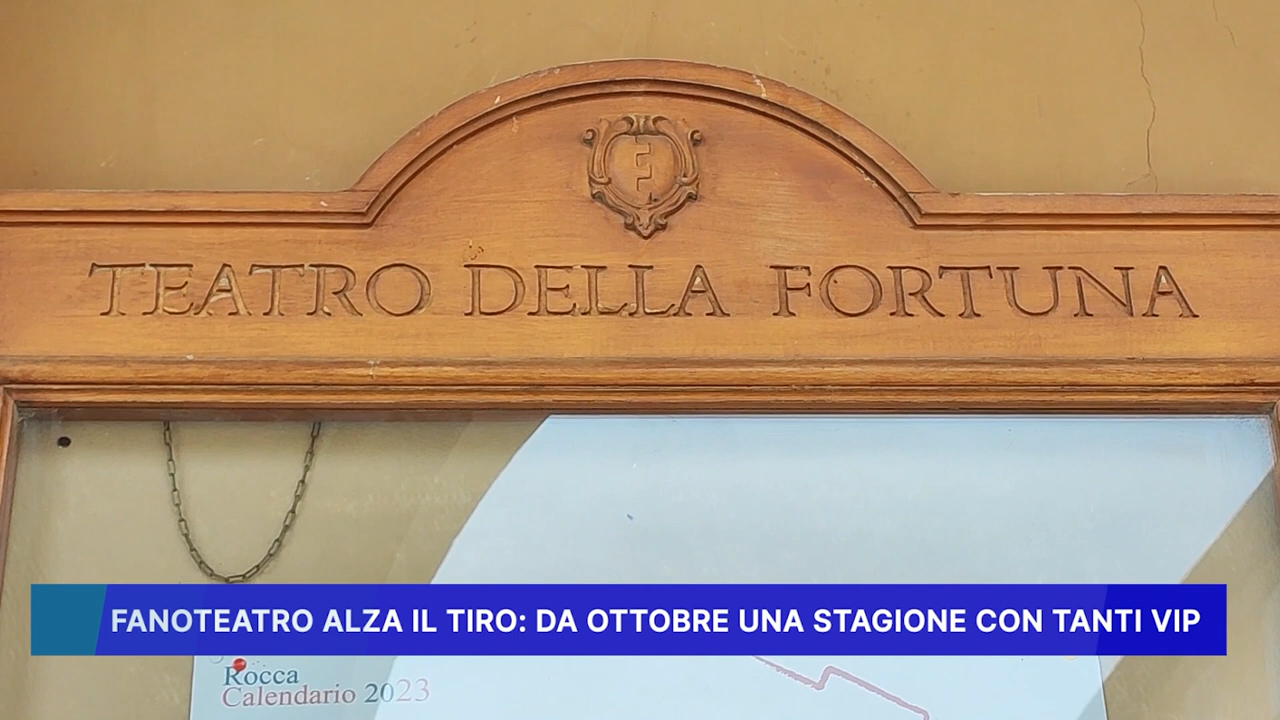 TEATRO DELLA FORTUNA
FANOTEATRO ALZA IL TIRO: DA OTTOBRE UNA STAGIONE CON TANTI VIP
Rocca
Calendario 2023